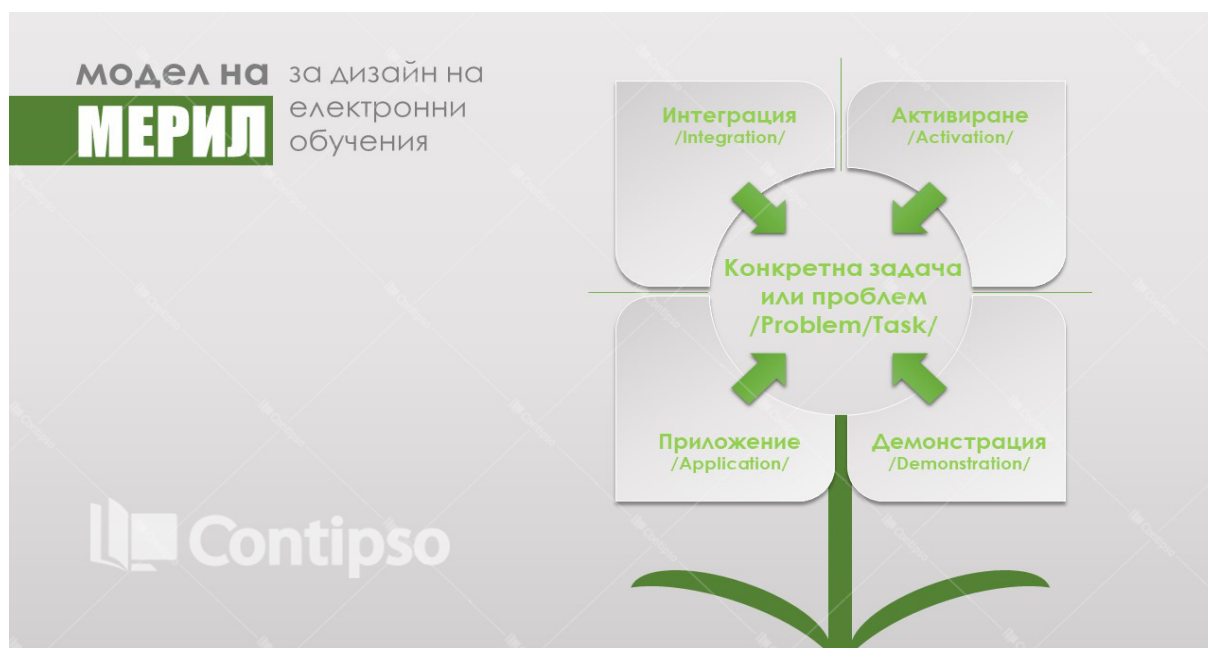 модел на
МЕРИЛ
за дизайн на
електронни
обучения
Интеграция
/Integration/
Активиране
/Activation/
Конкретна задача
или проблем
/Problem/Task/
Приложение
/Application/
Демонстрация
/Demonstration/
Contipso